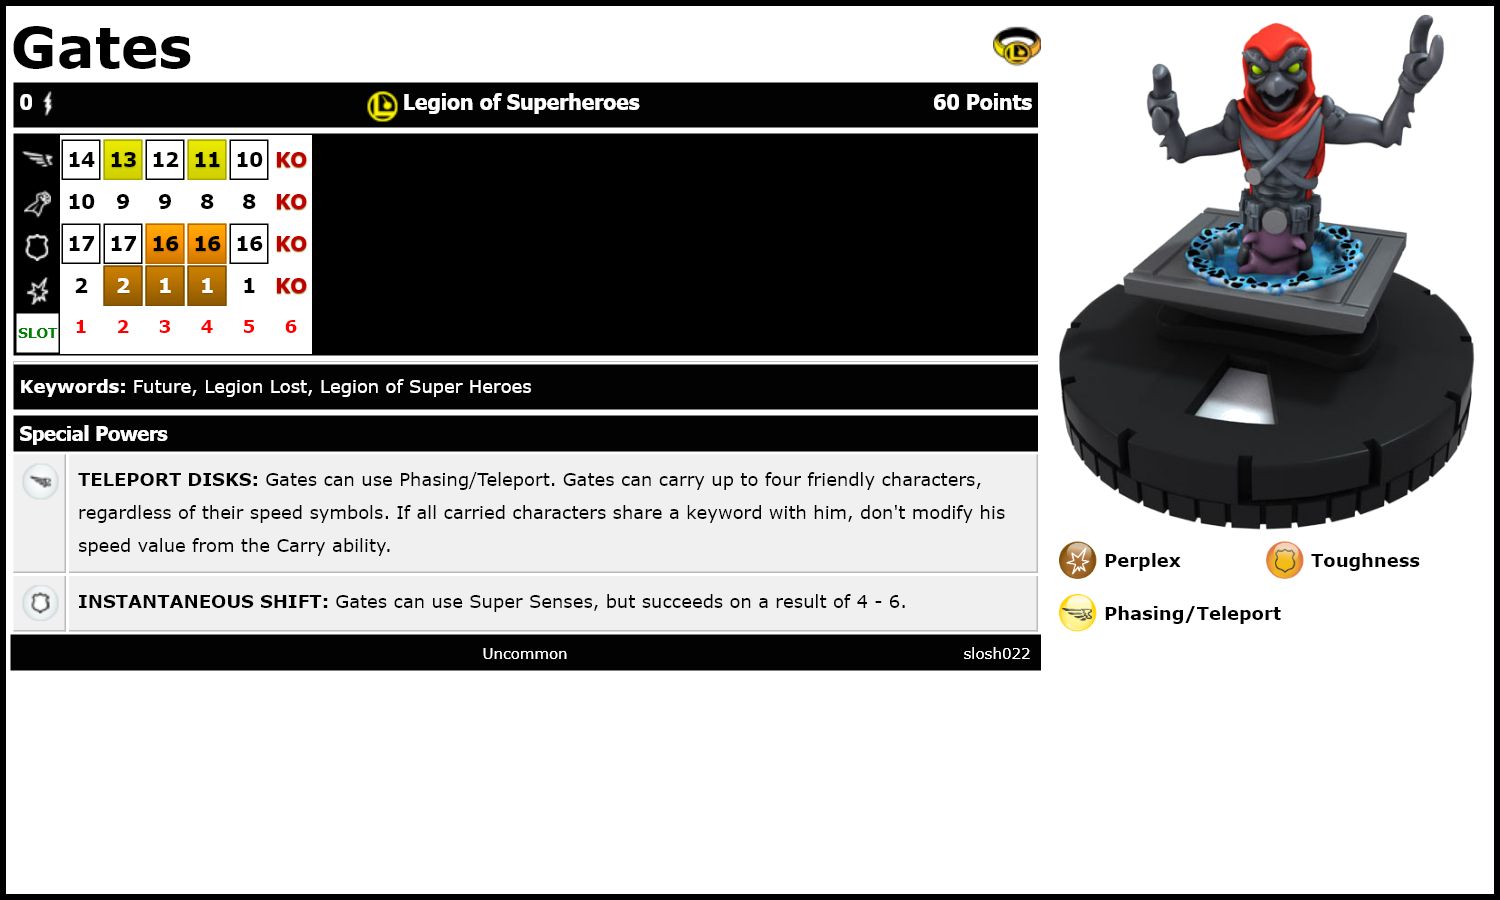 Gates
0 Legion of Superheroes 60 Points
14 13 12 11 10 KO
10 9 9 8 8 KO
17 17 16 16 16 KO
2 2 1 1 1 KO
SLOT 1 2 3 4 5 6
Keywords: Future, Legion Lost, Legion of Super Heroes
Special Powers
TELEPORT DISKS: Gates can use Phasing/Teleport. Gates can carry up to four friendly characters,
regardless of their speed symbols. If all carried characters share a keyword with him, don't modify his
speed value from the Carry ability.
INSTANTANEOUS SHIFT: Gates can use Super Senses, but succeeds on a result of 4 - 6.
Uncommon slosh022
Perplex Toughness
Phasing/Teleport